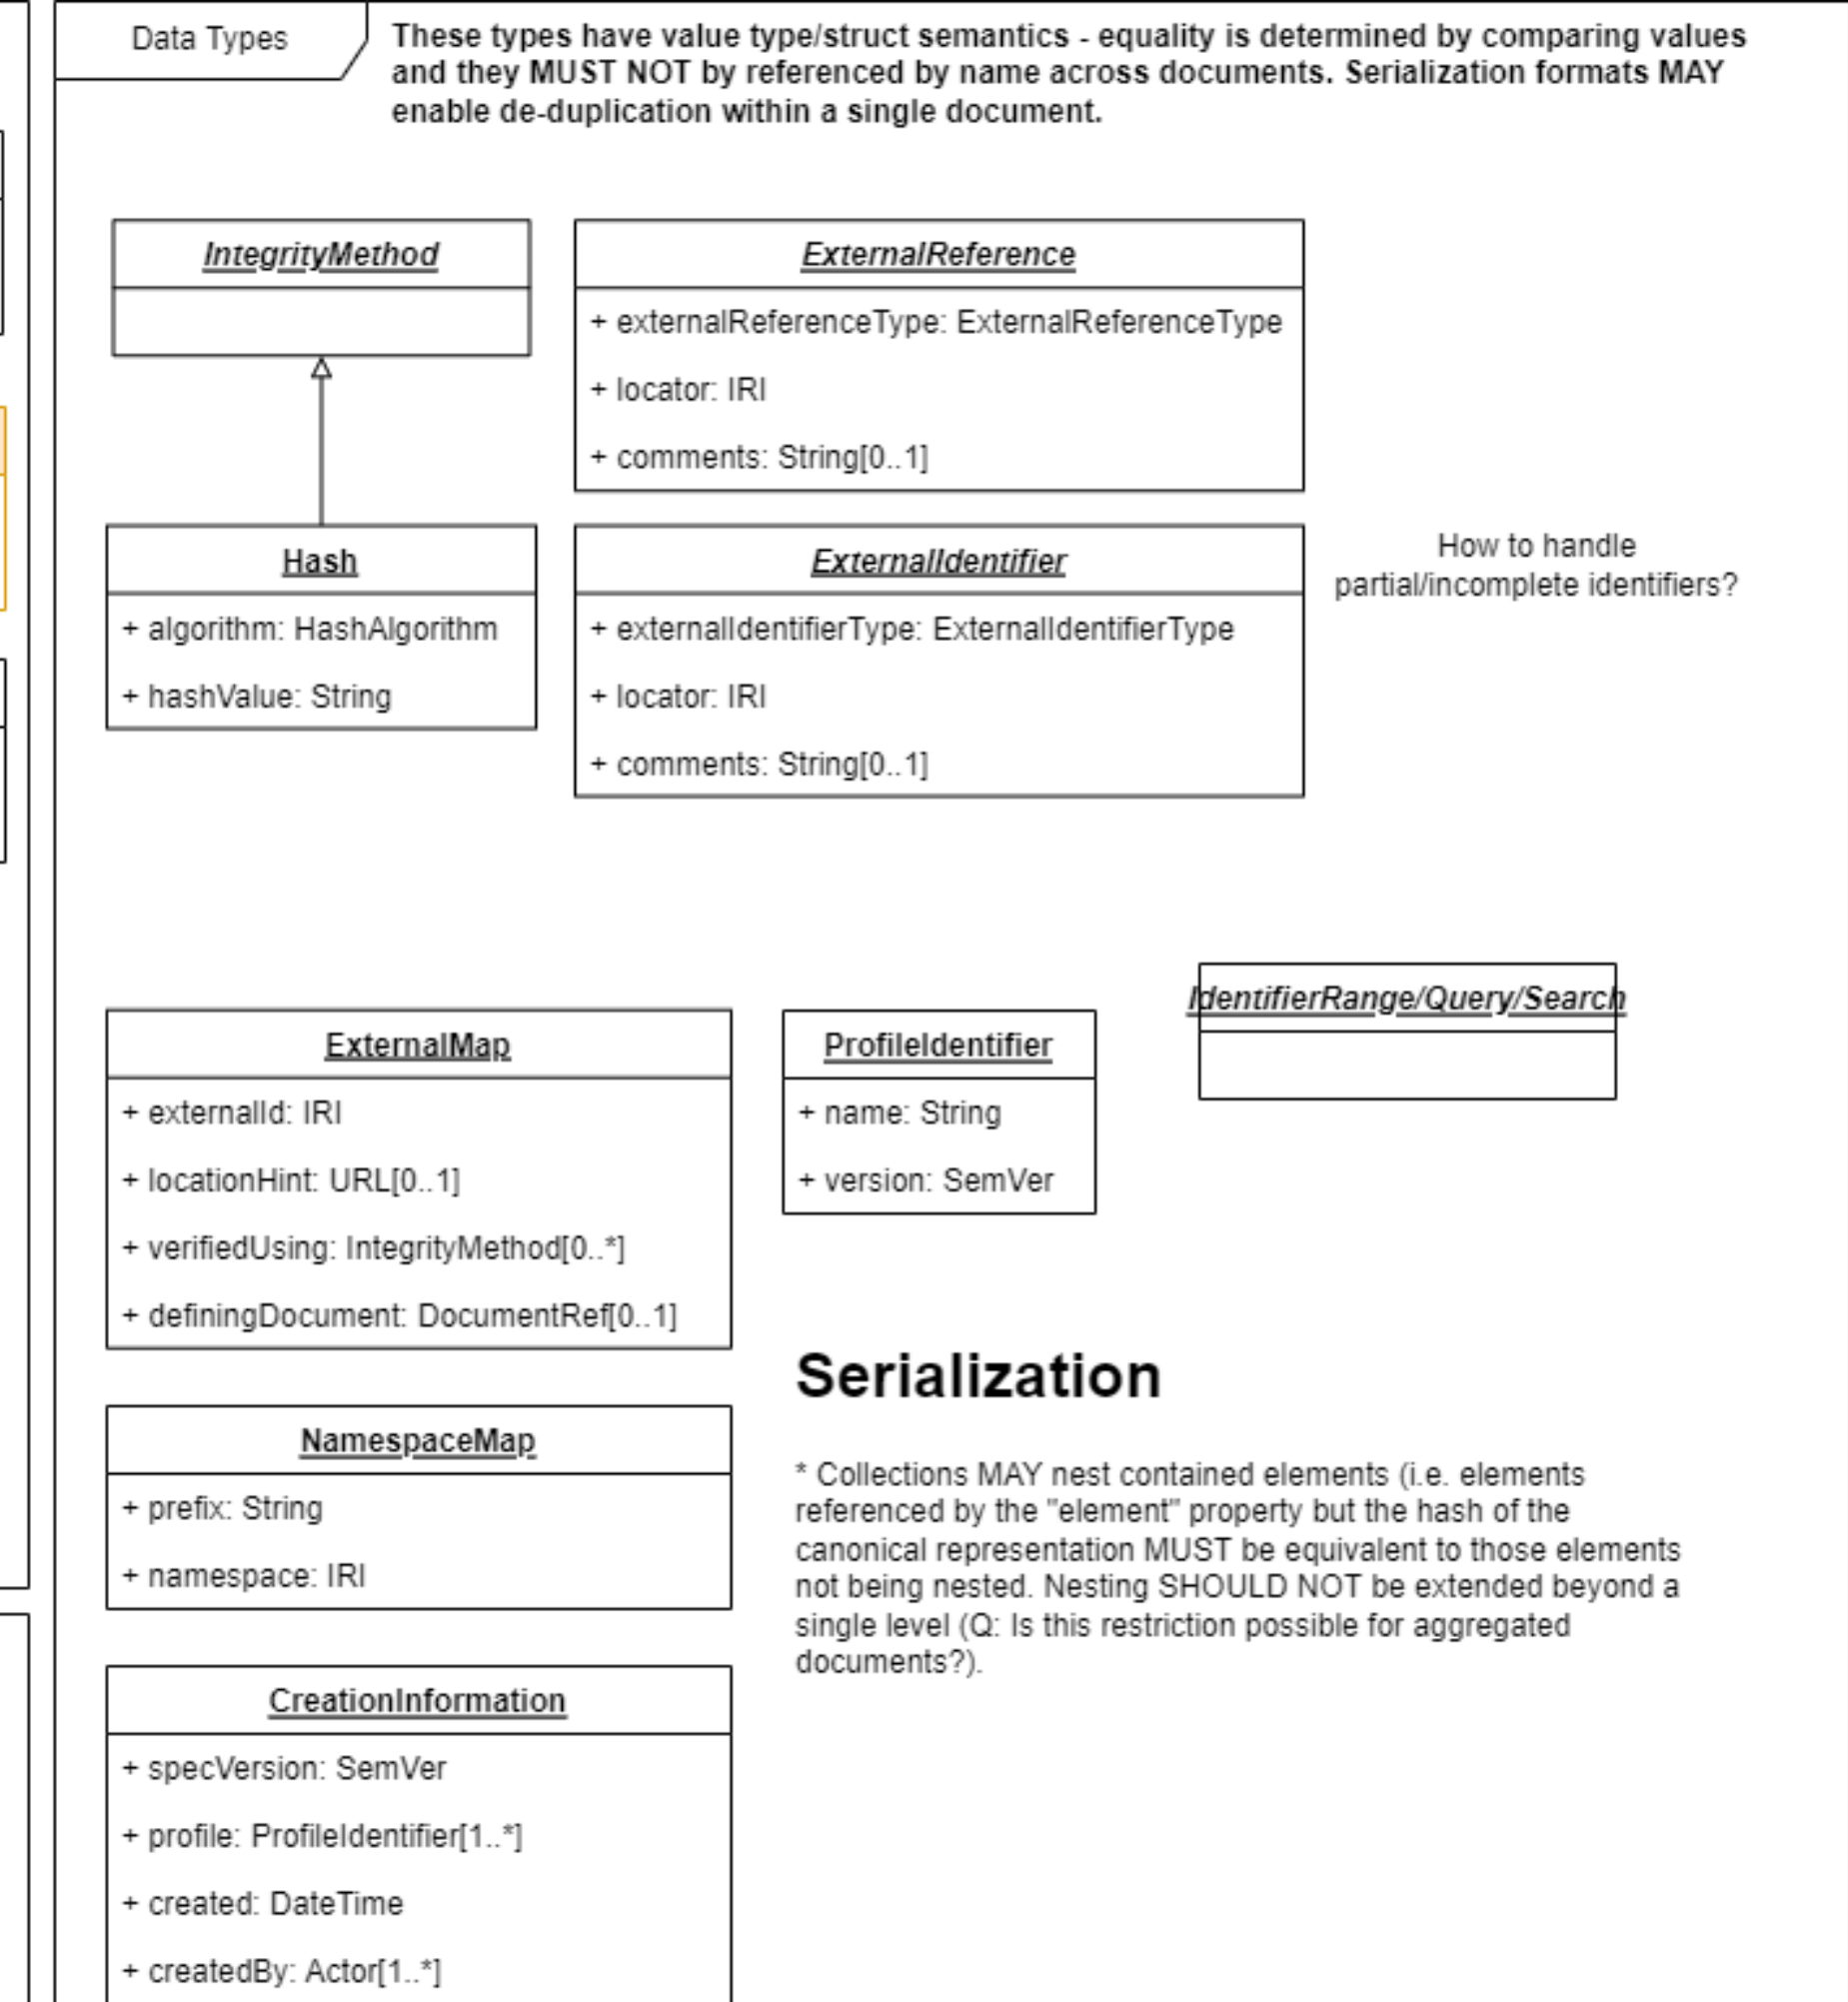 Data Types
These types have value type/struct semantics - equality is determined by comparing values
and they MUST NOT by referenced by name across documents. Serialization formats MAY
enable de-duplication within a single document.
IntegrityMethod
ExternalReference
+ externalReferenceType: ExternalReferenceType
+ locator: IRI
+ comments: String[0..1]
Hash
+ algorithm: HashAlgorithm
+ hashValue: String
ExternalIdentifier
+ externalIdentifierType: ExternalIdentifierType
+ locator: IRI
+ comments: String[0..1]
How to handle
partial/incomplete identifiers?
IdentifierRange/Query/Search
ExternalMap
+ externalId: IRI
+ locationHint: URL[0..1]
+ verifiedUsing: IntegrityMethod[0..*]
+ definingDocument: DocumentRef[0..1]
ProfileIdentifier
+ name: String
+ version: SemVer
Serialization
* Collections MAY nest contained elements (i.e. elements
referenced by the "element" property but the hash of the
canonical representation MUST be equivalent to those elements
not being nested. Nesting SHOULD NOT be extended beyond a
single level (Q: Is this restriction possible for aggregated
documents?).
NamespaceMap
+ prefix: String
+ namespace: IRI
CreationInformation
+ specVersion: SemVer
+ profile: ProfileIdentifier[1..*]
+ created: DateTime
+ createdBy: Actor[1..*]